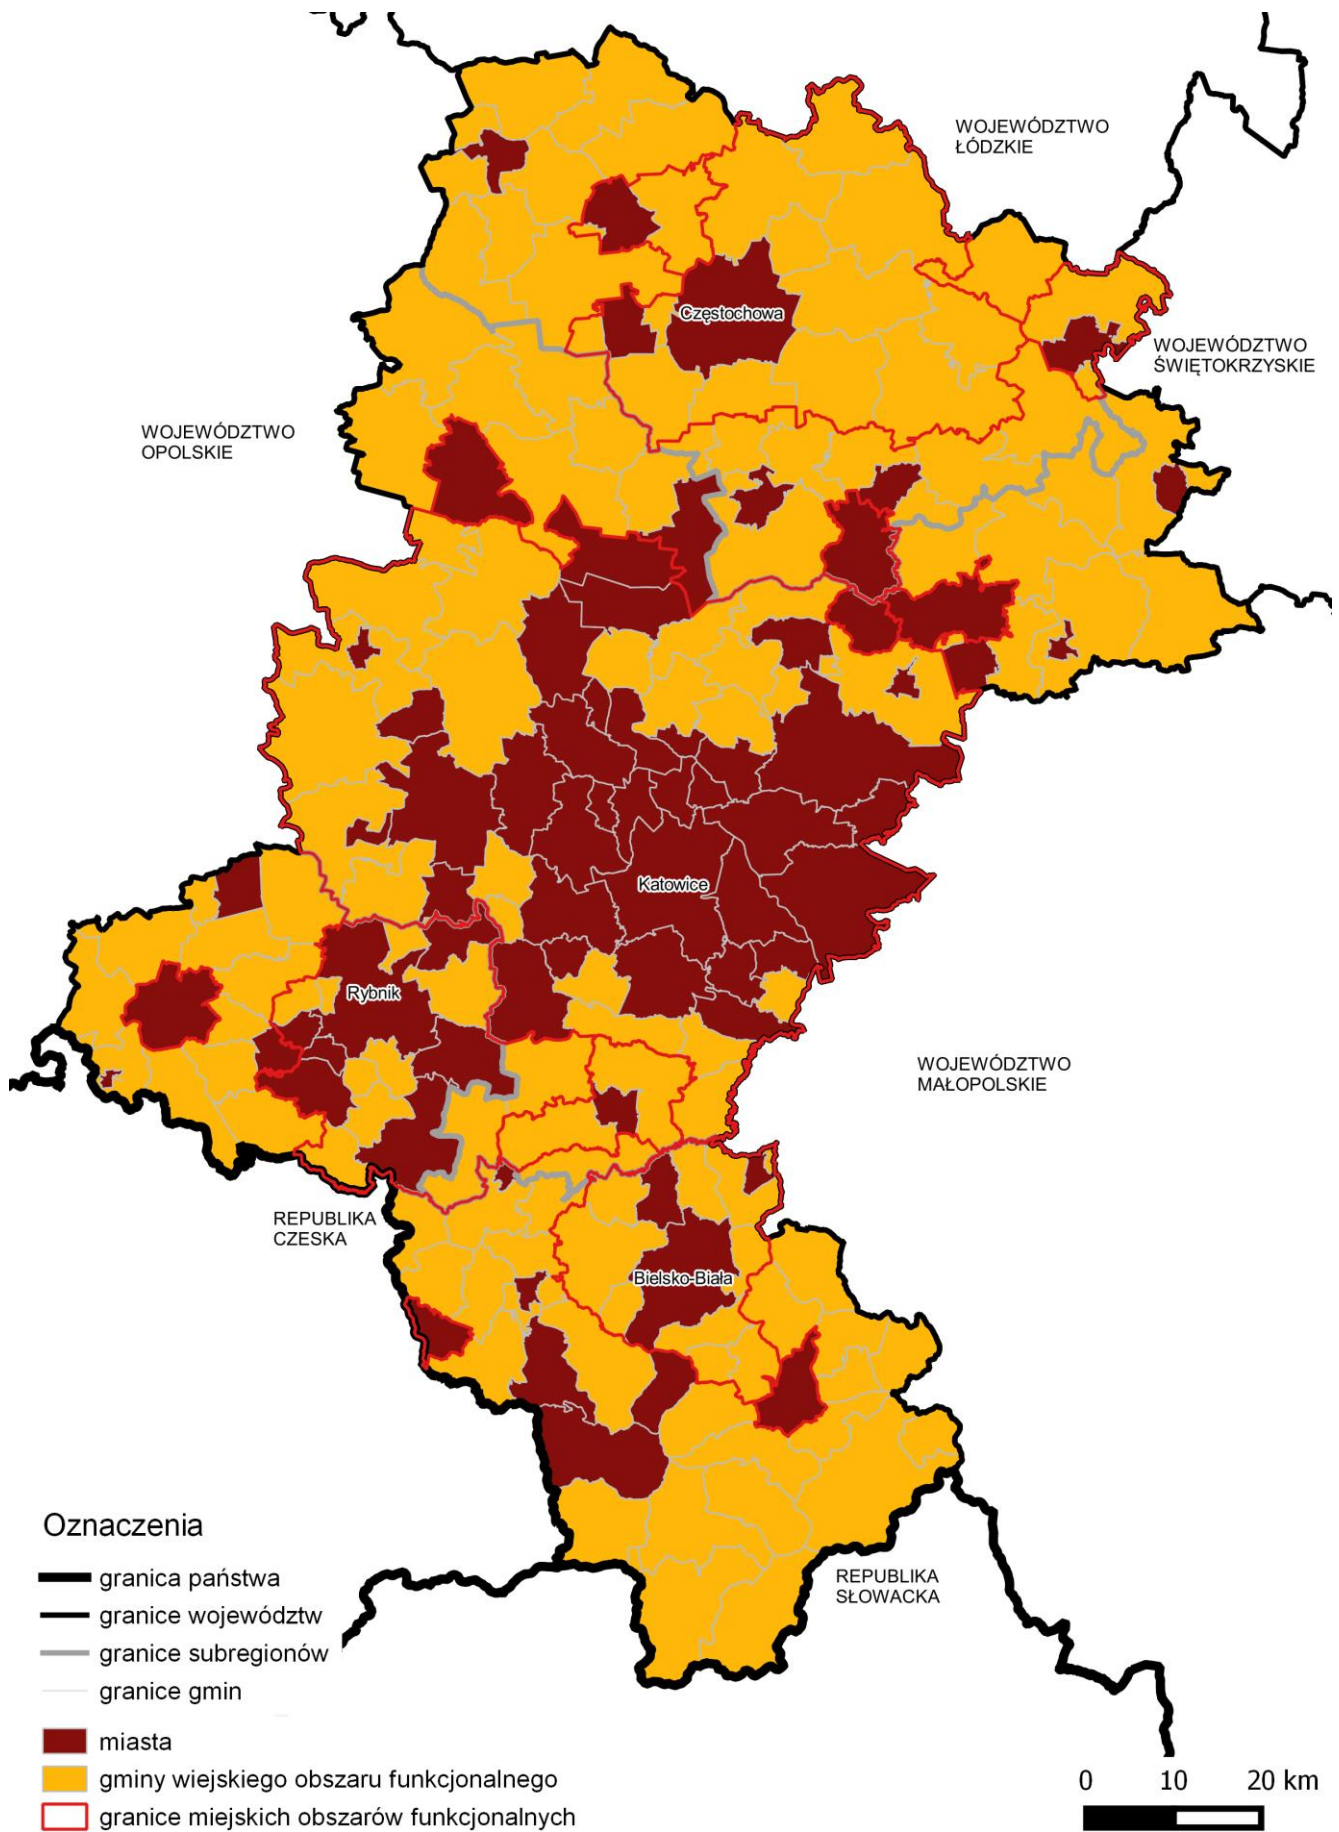 WOJEWÓDZTWO
ŁÓDZKIE
Częstochowa
WOJEWÓDZTWO
ŚWIĘTOKRZYSKIE
WOJEWÓDZTWO
OPOLSKIE
Katowice
Rybnik
WOJEWÓDZTWO
MAŁOPOLSKIE
REPUBLIKA
CZESKA
Bielsko-Biała
REPUBLIKA
SŁOWACKA
Oznaczenia
granica państwa
granice województw
granice subregionów
granice gmin
miasta
gminy wiejskiego obszaru funkcjonalnego
granice miejskich obszarów funkcjonalnych
0 10 20 km